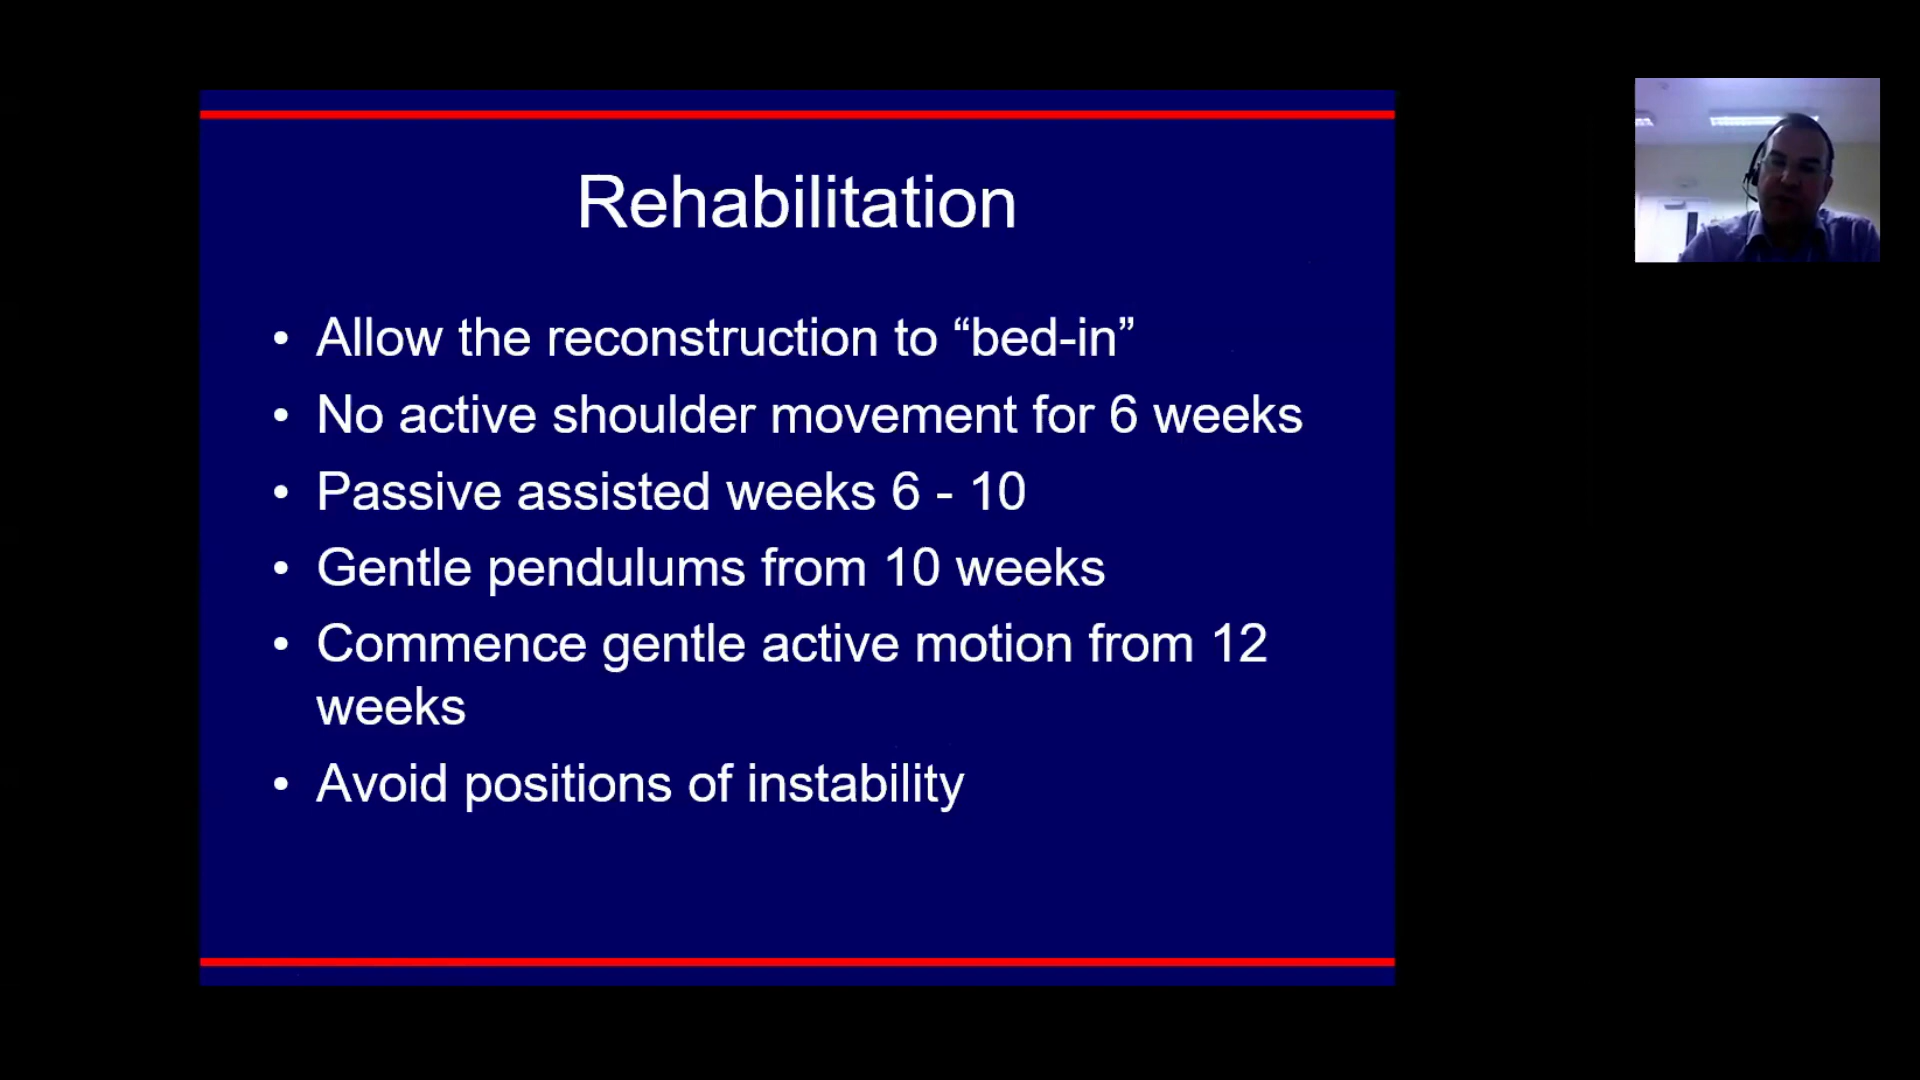 Rehabilitation
• Allow the reconstruction to “bed-in”
• No active shoulder movement for 6 weeks
• Passive assisted weeks 6 - 10
• Gentle pendulums from 10 weeks
• Commence gentle active motion from 12
weeks
• Avoid positions of instability